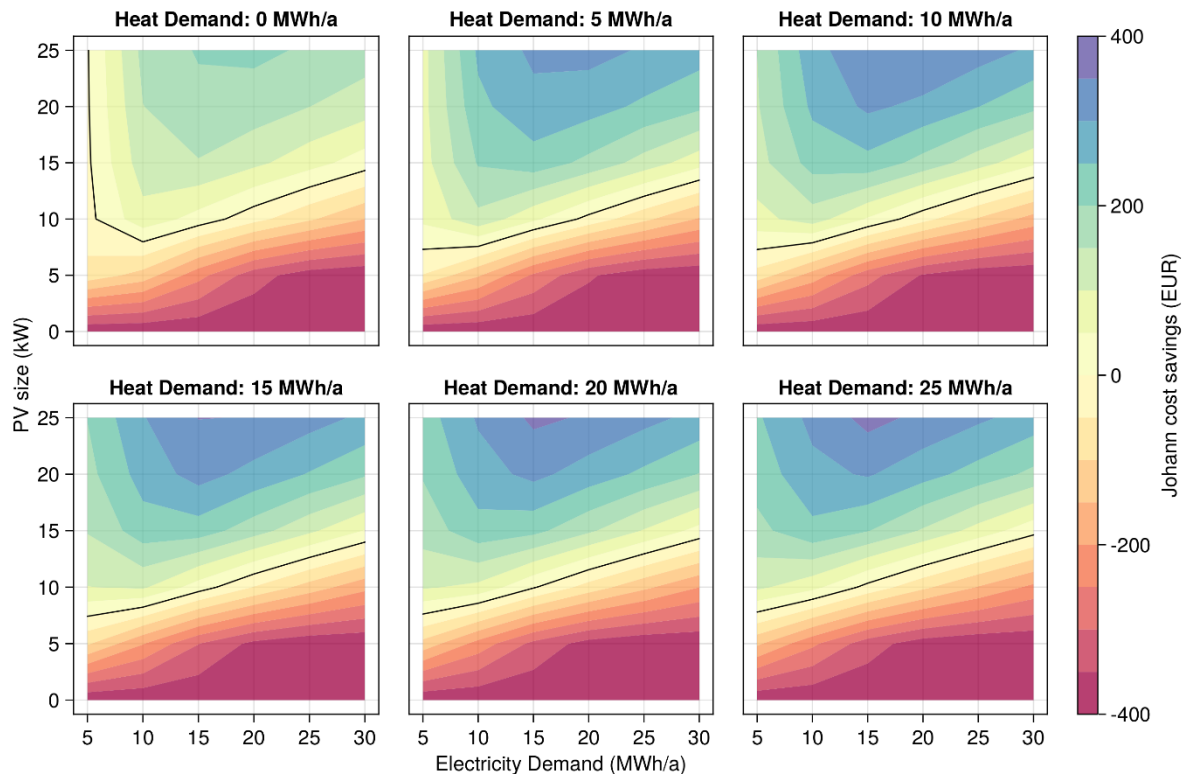 Heat Demand: 0 MWh/a
Heat Demand: 5 MWh/a
Heat Demand: 10 MWh/a
25
20
15
10
5
0
400
200
0
-200
-400
Johann cost savings (EUR)
PV size (kW)
Heat Demand: 15 MWh/a
Heat Demand: 20 MWh/a
Heat Demand: 25 MWh/a
25
20
15
10
5
0
5 10 15 20 25 30
5 10 15 20 25 30
5 10 15 20 25 30
Electricity Demand (MWh/a)